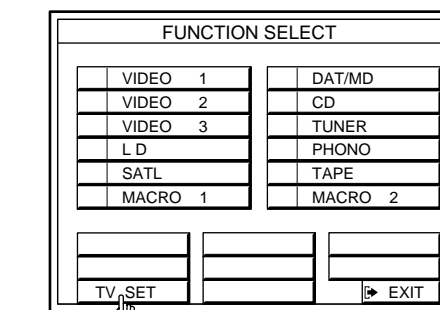 FUNCTION SELECT
VIDEO 1
VIDEO 2
VIDEO 3
L D
SATL
MACRO 1
DAT/MD
CD
TUNER
PHONO
TAPE
MACRO 2
TV SET
EXIT